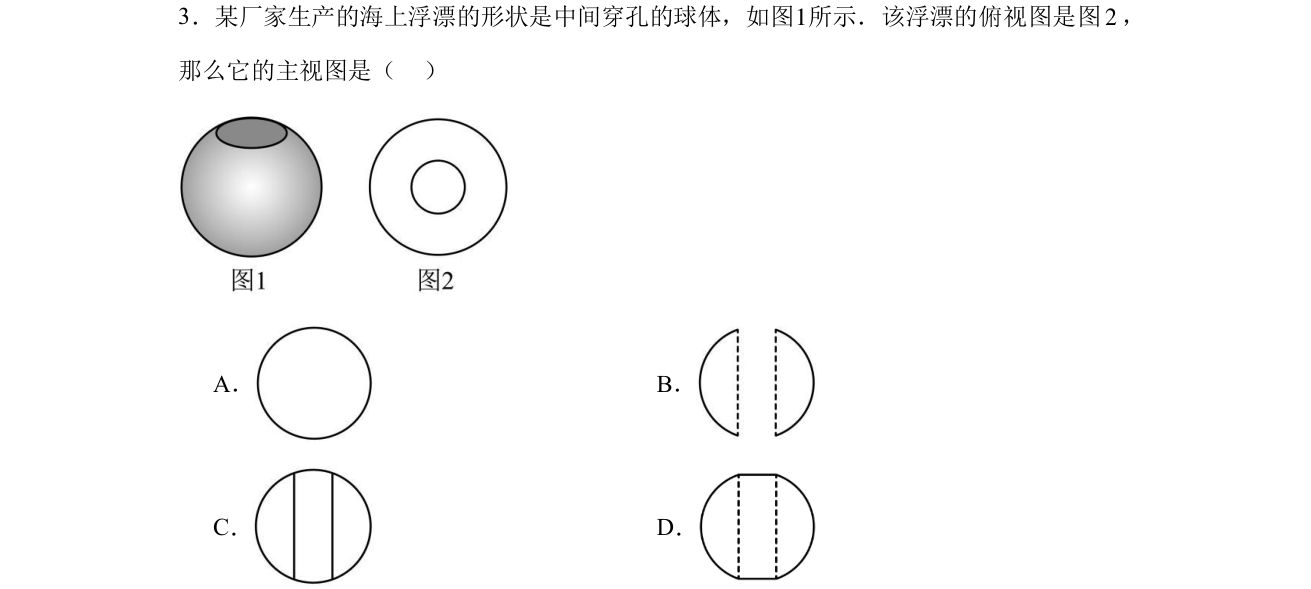 3．某厂家生产的海上浮漂的形状是中间穿孔的球体，如图1所示．该浮漂的俯视图是图2，
那么它的主视图是（　）
图1 图2
A． B．
C． D．